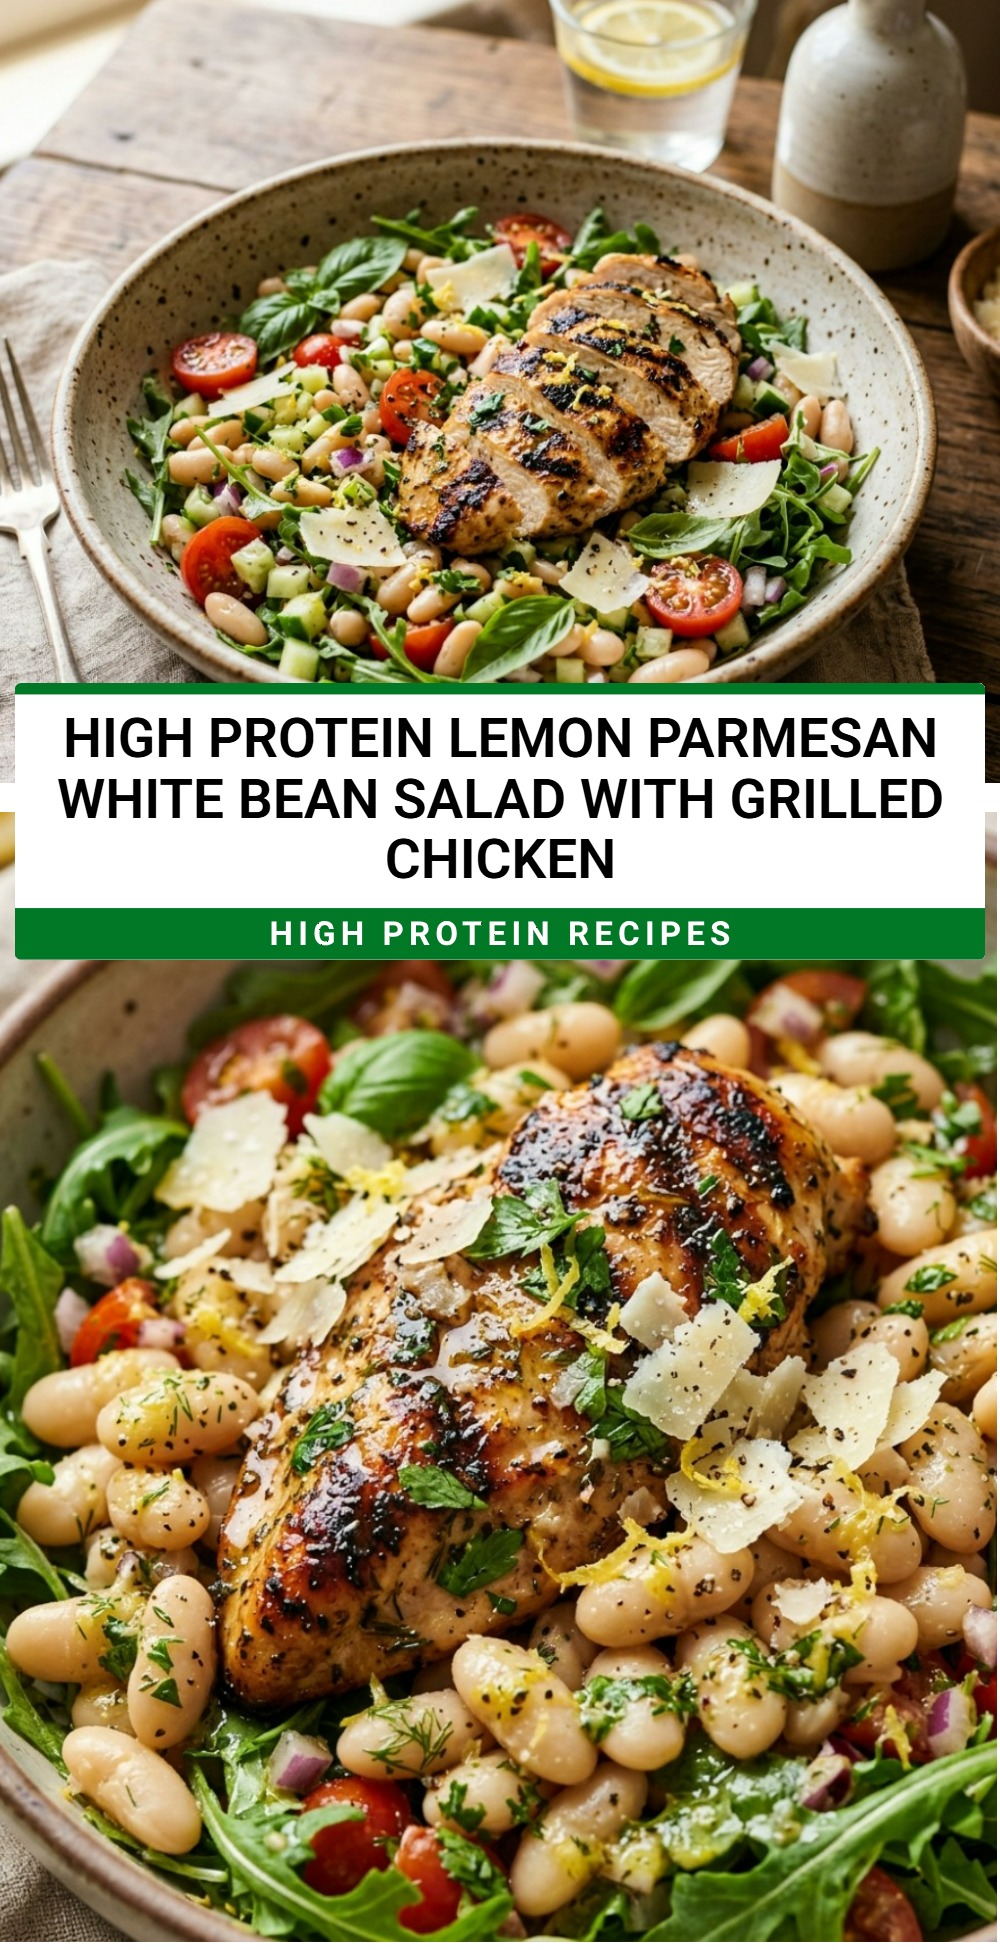 HIGH PROTEIN LEMON PARMESAN
WHITE BEAN SALAD WITH GRILLED
CHICKEN
HIGH PROTEIN RECIPES